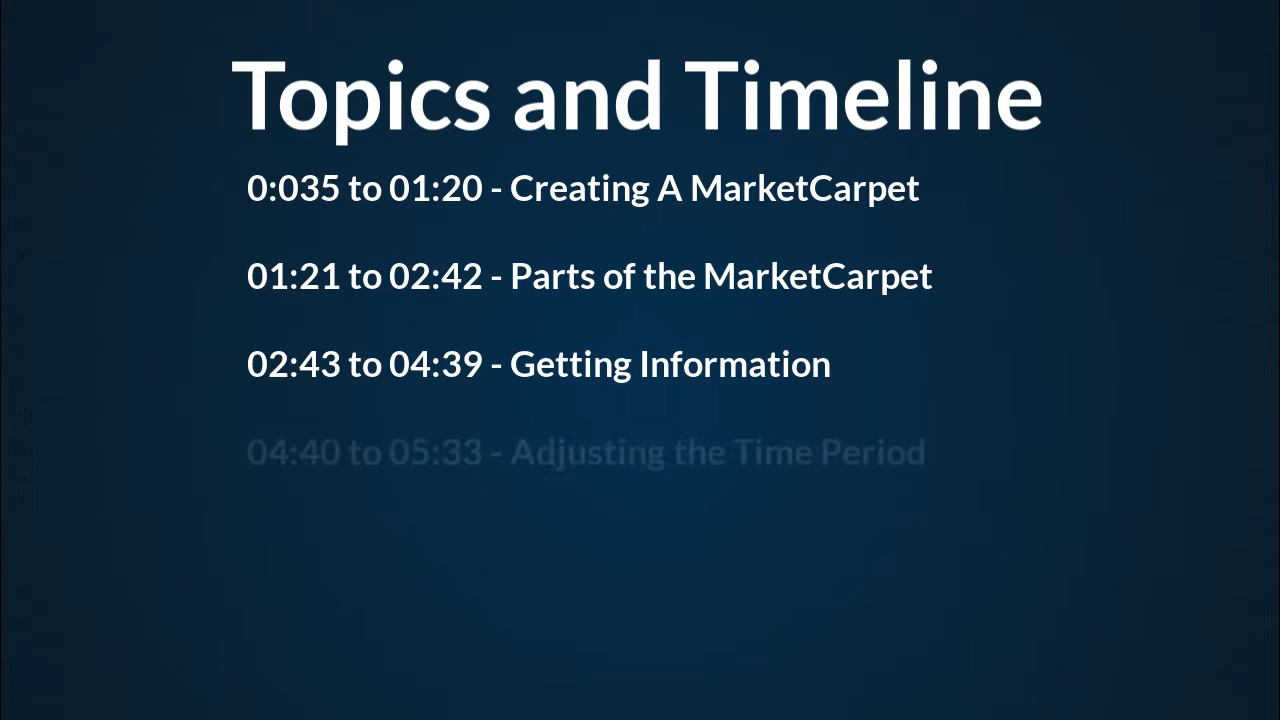 Topics and Timeline
0:035 to 01:20 - Creating A MarketCarpet
01:21 to 02:42 - Parts of the MarketCarpet
02:43 to 04:39 - Getting Information
04:40 to 05:33 - Adjusting the Time Period